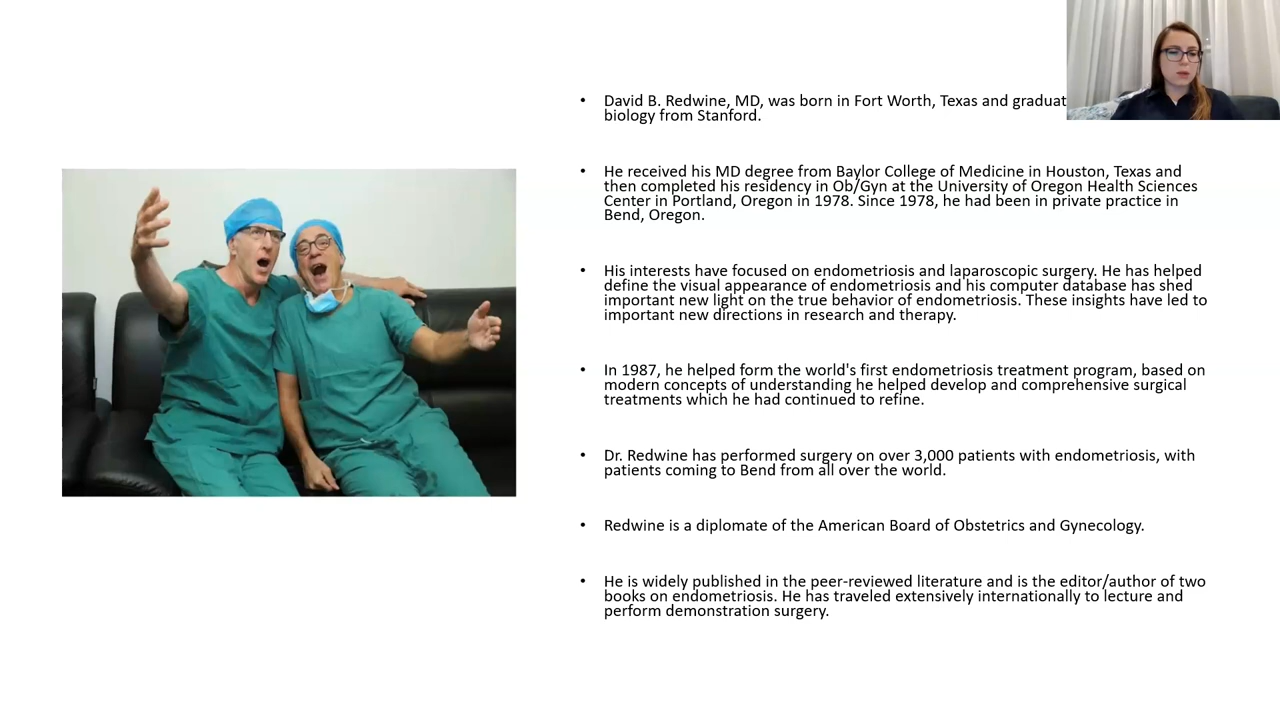 • David B. Redwine, MD, was born in Fort Worth, Texas and
biology from Stanford.
• He received his MD degree from Baylor College of Medicine in Houston, Texas and
then completed his residency in Ob/Gyn at the University of Oregon Health Sciences
Center in Portland, Oregon in 1978. Since 1978, he had been in private practice in
Bend, Oregon.
• His interests have focused on endometriosis and laparoscopic surgery. He has helped
define the visual appearance of endometriosis and his computer database has shed
important new light on the true behavior of endometriosis. These insights have led to
important new directions in research and therapy.
• In 1987, he helped form the world's first endometriosis treatment program, based on
modern concepts of understanding he helped develop and comprehensive surgical
treatments which he had continued to refine.
• Dr. Redwine has performed surgery on over 3,000 patients with endometriosis, with
patients coming to Bend from all over the world.
• Redwine is a diplomate of the American Board of Obstetrics and Gynecology.
• He is widely published in the peer-reviewed literature and is the editor/author of two
books on endometriosis. He has traveled extensively internationally to lecture and
perform demonstration surgery.